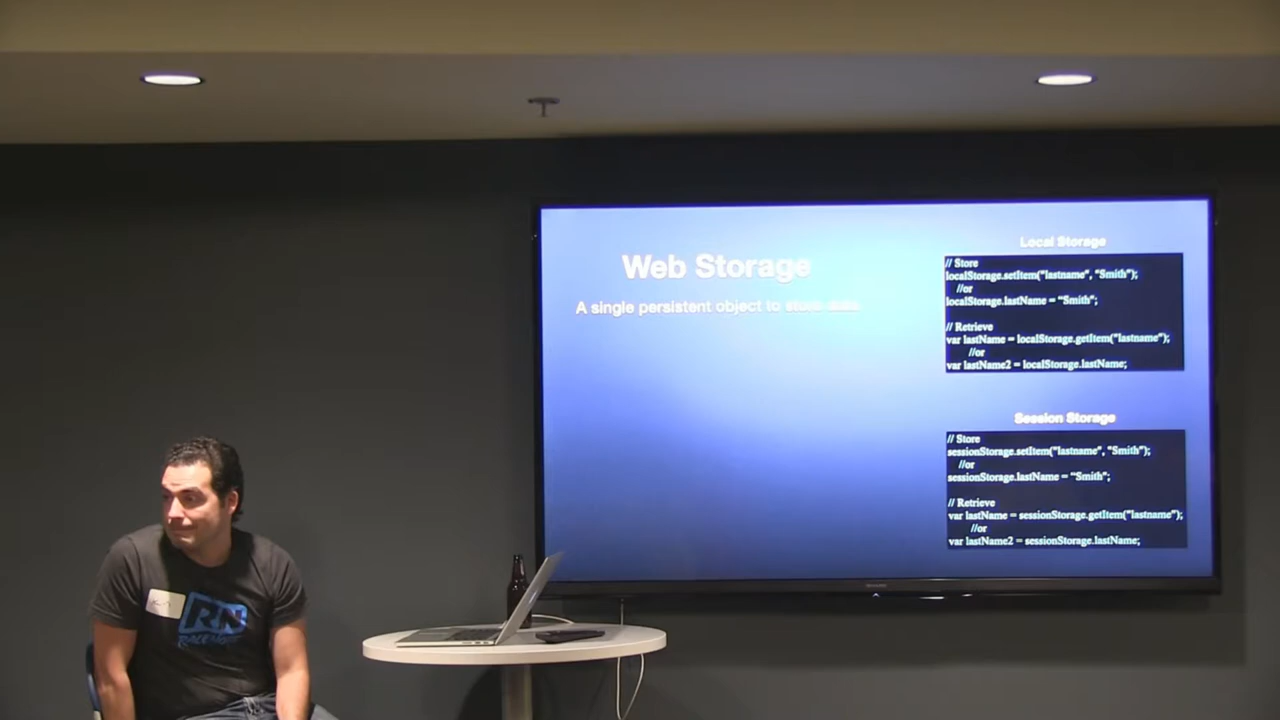 Web Storage
A single persistent object to store data
Local Storage
// Store
localStorage.setItem("lastname", "Smith");
//or
localStorage.lastName = "Smith";
// Retrieve
var lastName = localStorage.getItem("lastname");
//or
var lastName2 = localStorage.lastName;
Session Storage
// Store
sessionStorage.setItem("lastname", "Smith");
//or
sessionStorage.lastName = "Smith";
// Retrieve
var lastName = sessionStorage.getItem("lastname");
//or
var lastName2 = sessionStorage.lastName;
RN